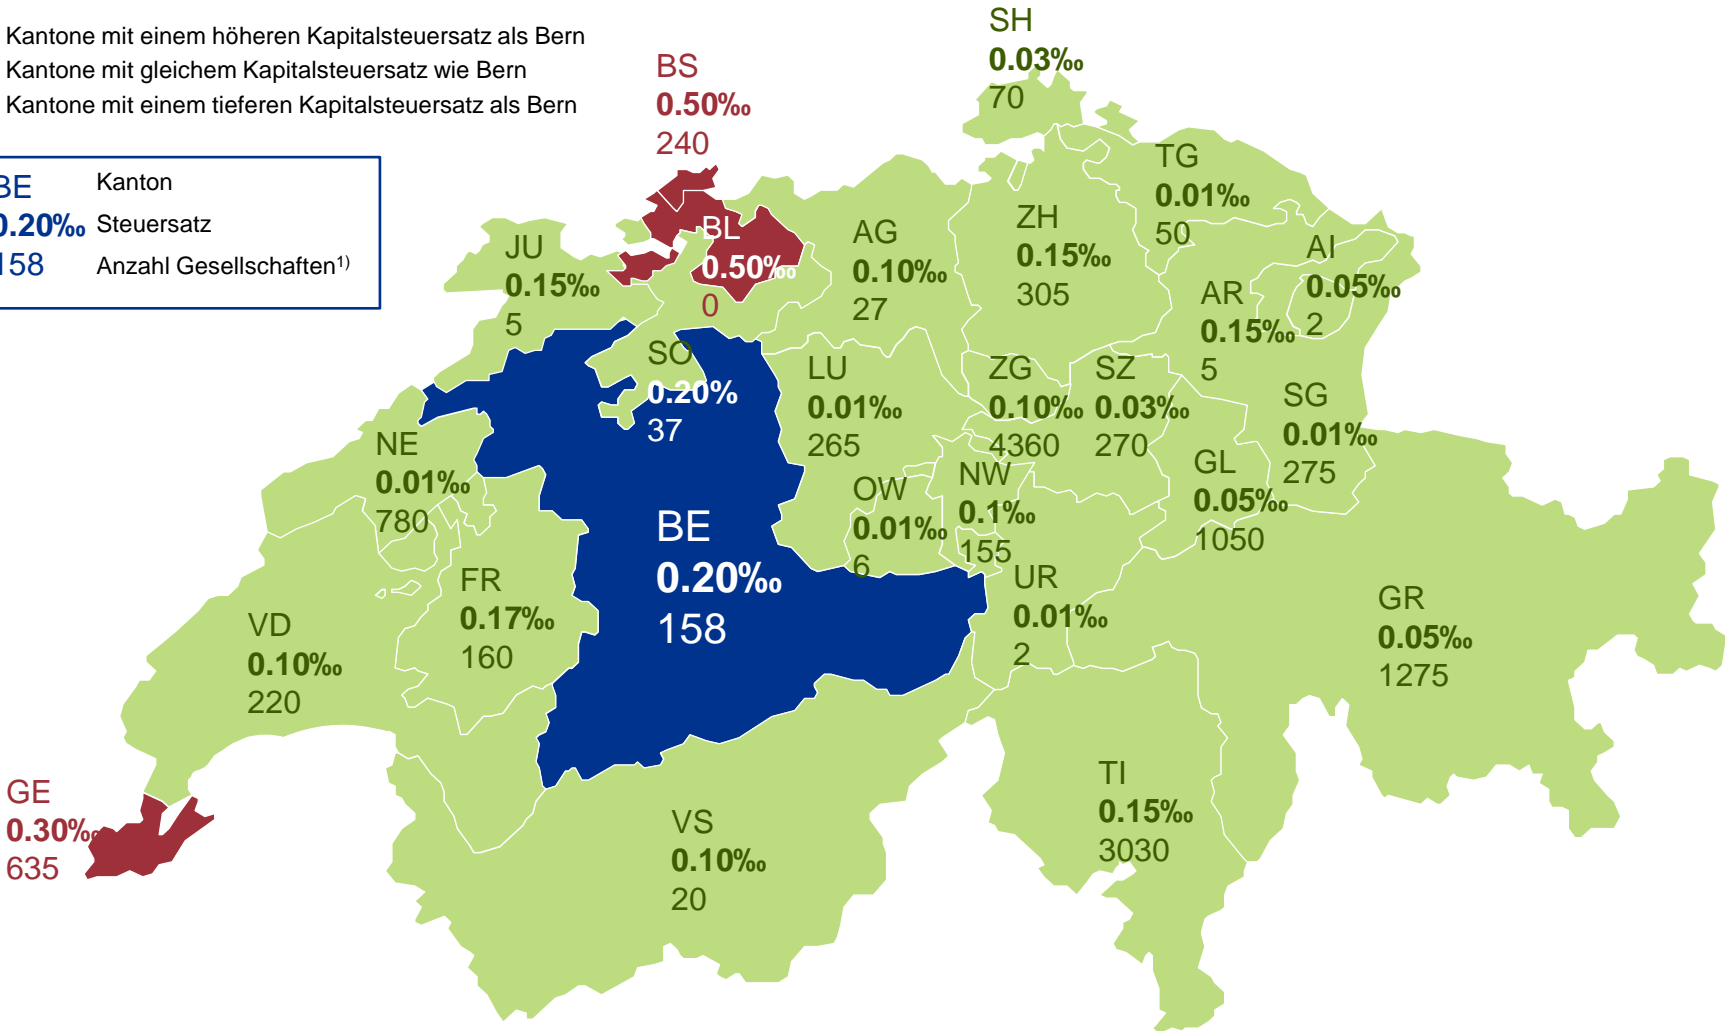 Kantone mit einem höheren Kapitalsteuersatz als Bern
Kantone mit gleichem Kapitalsteuersatz wie Bern
Kantone mit einem tieferen Kapitalsteuersatz als Bern
BE Kanton
0.20‰ Steuersatz
158 Anzahl Gesellschaften1)
SH
0.03‰
70
BS
0.50‰
240
TG
0.01‰
50
BL
0.50‰
0
JU
0.15‰
5
AG
0.10‰
27
ZH
0.15‰
305
AI
0.05‰
2
AR
0.15‰
5
SO
0.20%
37
LU
0.01‰
265
ZG
0.10‰
4360
SZ
0.03‰
270
SG
0.01‰
275
NE
0.01‰
780
OW
0.01‰
6
NW
0.1‰
155
GL
0.05‰
1050
BE
0.20‰
158
FR
0.17‰
160
UR
0.01‰
2
GR
0.05‰
1275
VD
0.10‰
220
GE
0.30‰
635
VS
0.10‰
20
TI
0.15‰
3030